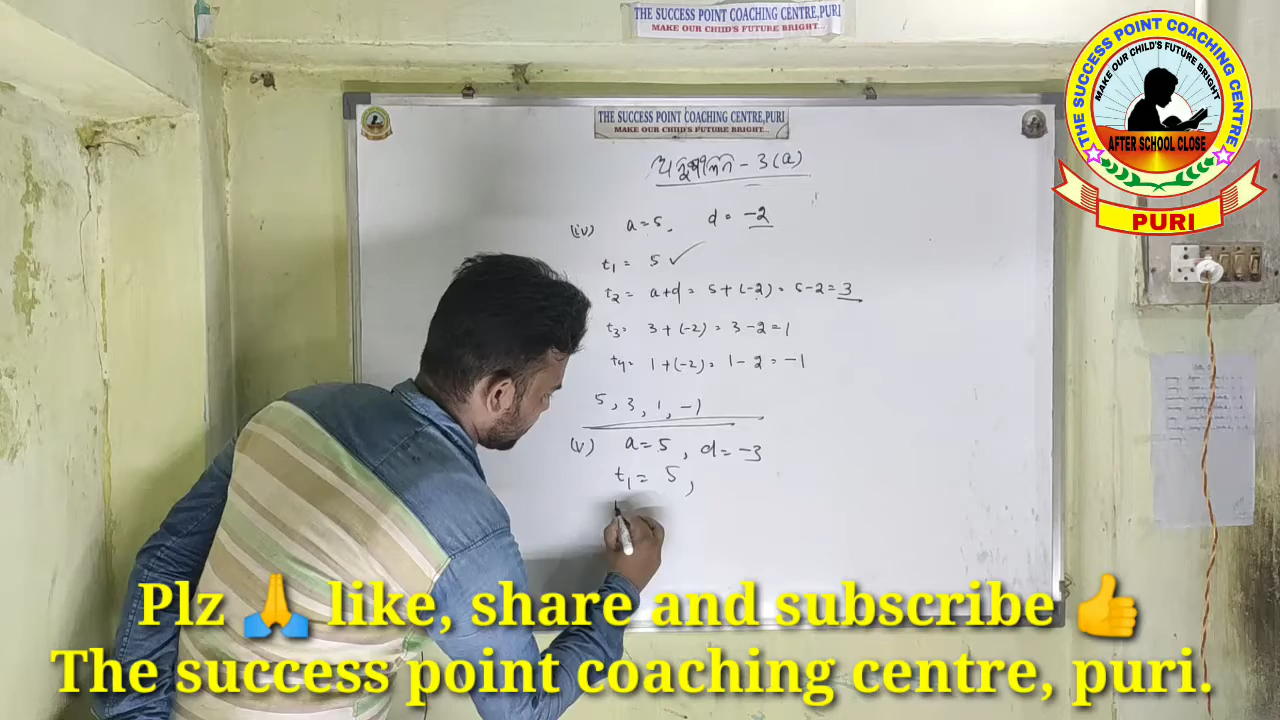 THE SUCCESS POINT COACHING CENTRE,PURI
MAKE OUR CHILD'S FUTURE BRIGHT...
THE SUCCESS POINT COACHING CENTRE
MAKE OUR CHILD'S FUTURE BRIGHT
AFTER SCHOOL CLOSE
PURI
THE SUCCESS POINT COACHING CENTRE,PURI
MAKE OUR CHILD'S FUTURE BRIGHT...
ଅନୁଶୀଳନୀ - 3(a)
(iv) a = 5, d = -2
t₁ = 5 ✓
t₂ = a+d = 5+(-2) = 5-2 = 3
t₃ = 3+(-2) = 3-2 = 1
t₄ = 1+(-2) = 1-2 = -1
5, 3, 1, -1
(v) a = 5, d = -3
t₁ = 5,
Plz 🙏 like, share and subscribe 👍
The success point coaching centre, puri.